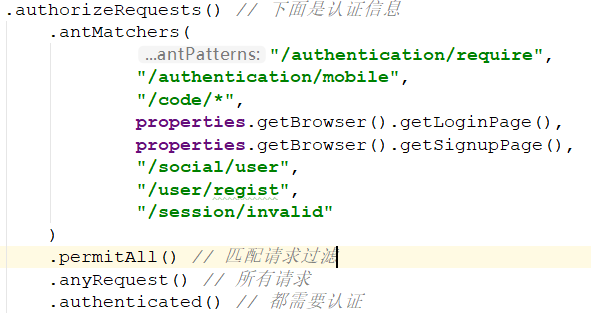 .authorizeRequests() // 下面是认证信息
.antMatchers(
...antPatterns: "/authentication/require",
"/authentication/mobile",
"/code/*",
properties.getBrowser().getLoginPage(),
properties.getBrowser().getSignupPage(),
"/social/user",
"/user/regist",
"/session/invalid"
)
.permitAll() // 匹配请求过滤
.anyRequest() // 所有请求
.authenticated() // 都需要认证